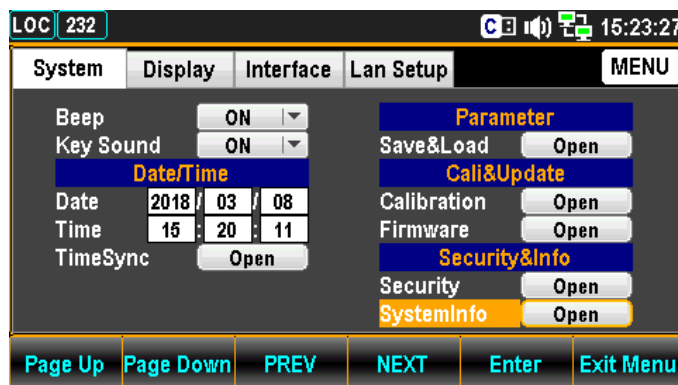 LOC 232 C 15:23:27
System Display Interface Lan Setup MENU
Beep ON
Key Sound ON
Date/Time
Date 2018 / 03 / 08
Time 15 : 20 : 11
TimeSync Open
Parameter
Save&Load Open
Cali&Update
Calibration Open
Firmware Open
Security&Info
Security Open
SystemInfo Open
Page Up Page Down PREV NEXT Enter Exit Menu